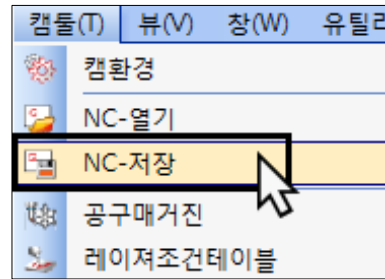 캠툴(T) 뷰(V) 창(W) 유틸리
캠환경
NC-열기
NC-저장
공구매거진
레이져조건테이블